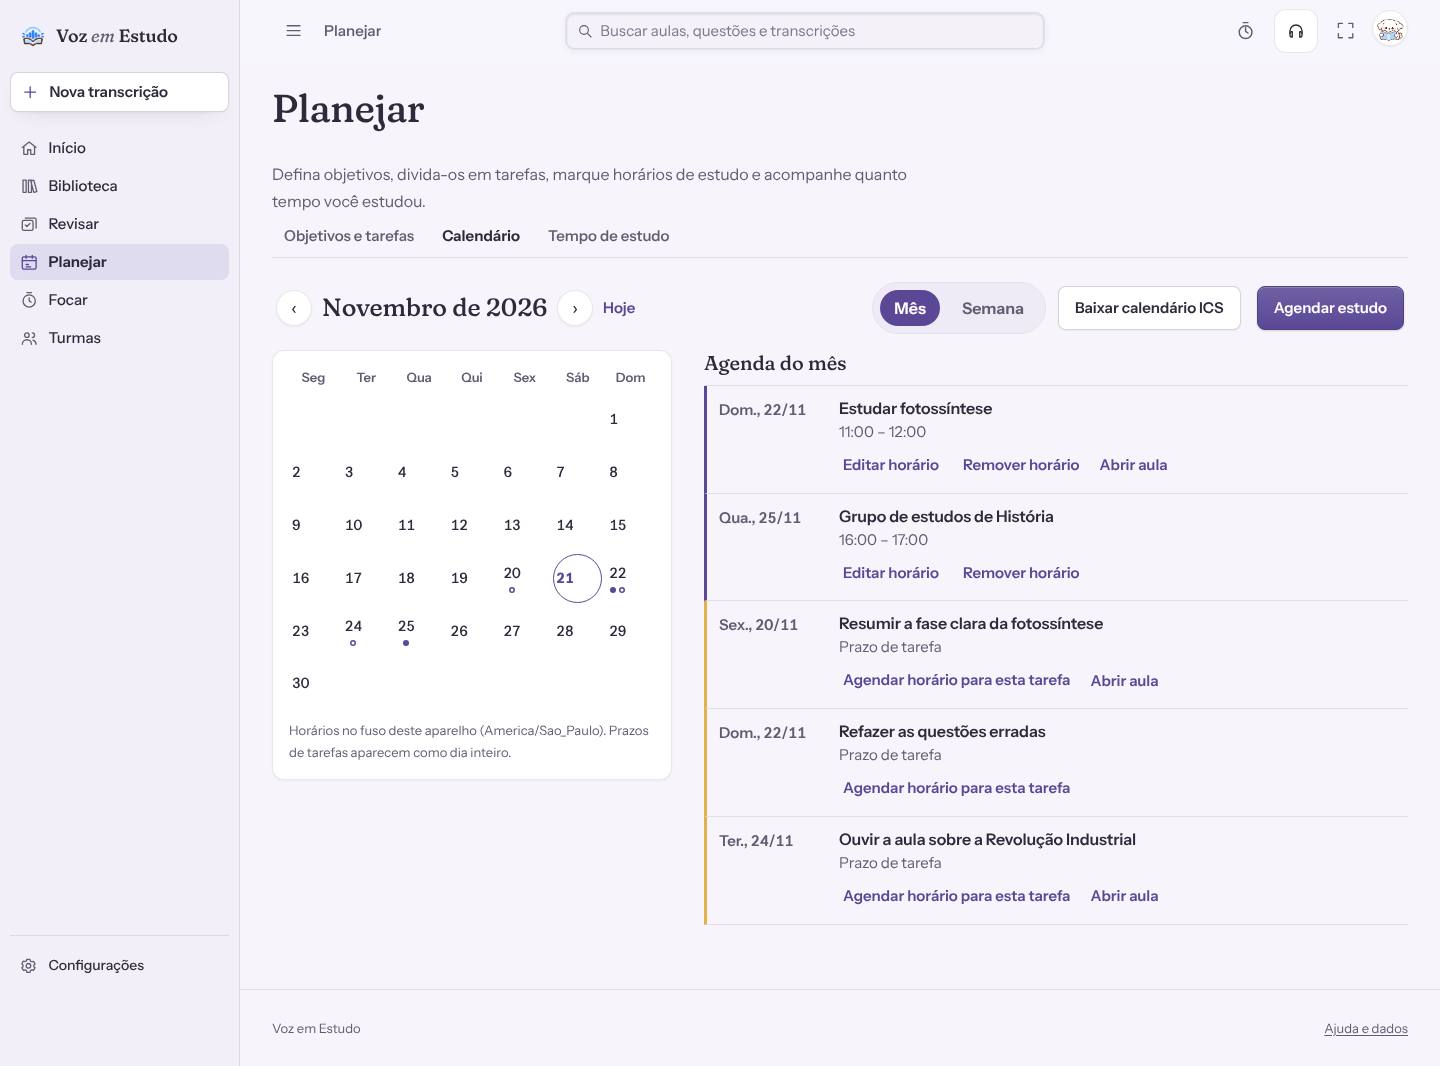 Voz em Estudo
Planejar
Buscar aulas, questões e transcrições
Nova transcrição
Início
Biblioteca
Revisar
Planejar
Focar
Turmas
Configurações
Planejar
Defina objetivos, divida-os em tarefas, marque horários de estudo e acompanhe quanto
tempo você estudou.
Objetivos e tarefas Calendário Tempo de estudo
‹ Novembro de 2026 › Hoje
Mês Semana Baixar calendário ICS Agendar estudo
Seg Ter Qua Qui Sex Sáb Dom
1
2 3 4 5 6 7 8
9 10 11 12 13 14 15
16 17 18 19 20 21 22
23 24 25 26 27 28 29
30
Horários no fuso deste aparelho (America/Sao_Paulo). Prazos
de tarefas aparecem como dia inteiro.
Agenda do mês
Dom., 22/11 Estudar fotossíntese
11:00 – 12:00
Editar horário Remover horário Abrir aula
Qua., 25/11 Grupo de estudos de História
16:00 – 17:00
Editar horário Remover horário
Sex., 20/11 Resumir a fase clara da fotossíntese
Prazo de tarefa
Agendar horário para esta tarefa Abrir aula
Dom., 22/11 Refazer as questões erradas
Prazo de tarefa
Agendar horário para esta tarefa
Ter., 24/11 Ouvir a aula sobre a Revolução Industrial
Prazo de tarefa
Agendar horário para esta tarefa Abrir aula
Voz em Estudo
Ajuda e dados